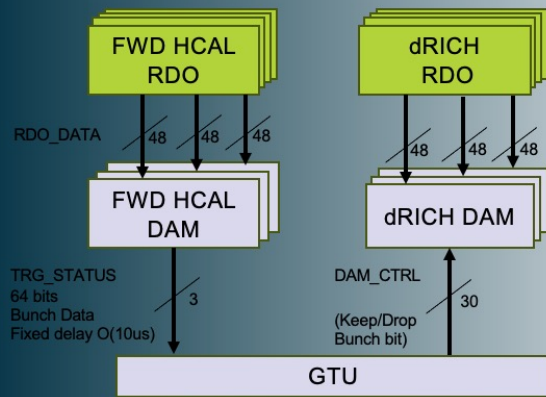 FWD HCAL
RDO
dRICH
RDO
RDO_DATA
48
48
48
48
48
48
FWD HCAL
DAM
dRICH DAM
TRG_STATUS
64 bits
Bunch Data
Fixed delay O(10us)
3
DAM_CTRL
(Keep/Drop
Bunch bit)
30
GTU